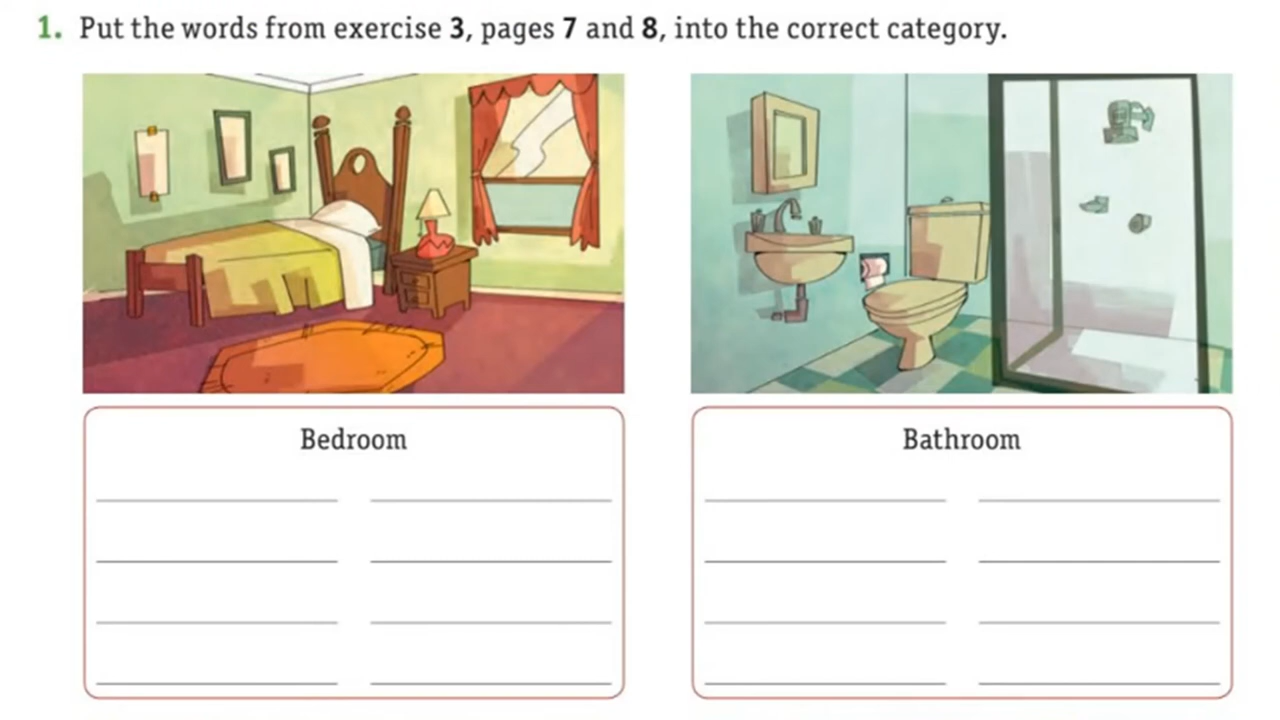 1. Put the words from exercise 3, pages 7 and 8, into the correct category.
Bedroom
Bathroom